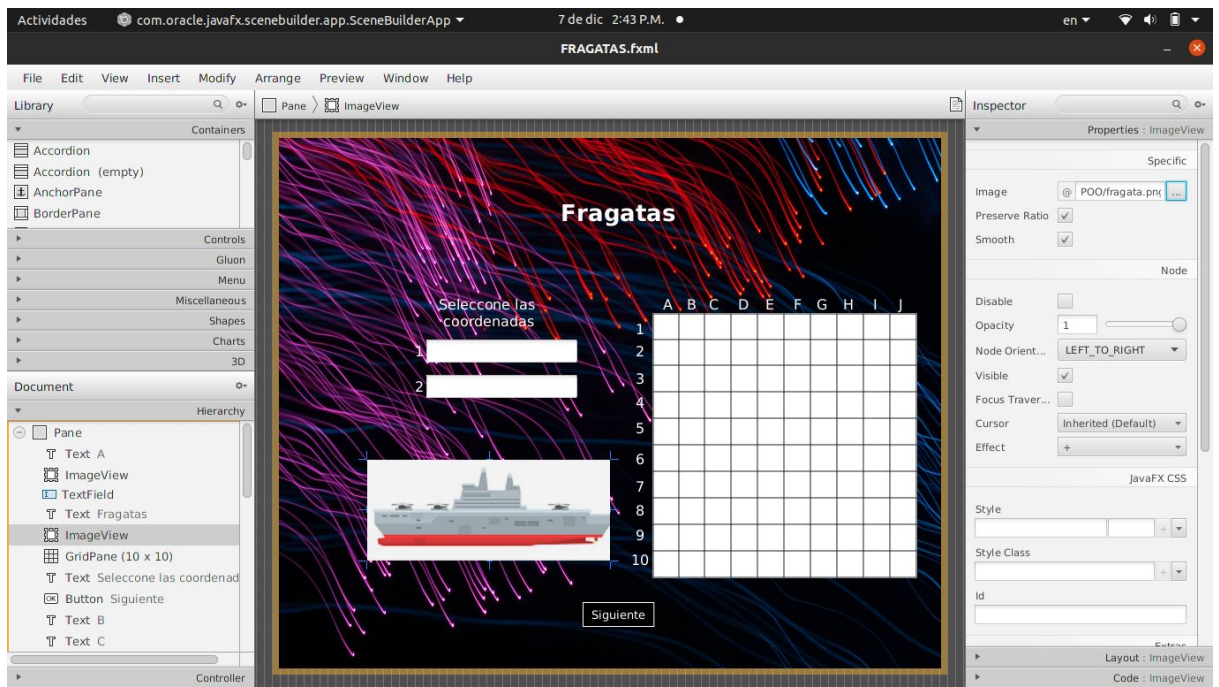 Actividades com.oracle.javafx.scenebuilder.app.SceneBuilderApp 7 de dic 2:43 P.M. en
FRAGATAS.fxml
File Edit View Insert Modify Arrange Preview Window Help
Library
Containers
Accordion
Accordion (empty)
AnchorPane
BorderPane
Controls
Gluon
Menu
Miscellaneous
Shapes
Charts
3D
Document
Hierarchy
Pane
Text A
ImageView
TextField
Text Fragatas
ImageView
GridPane (10 x 10)
Text Seleccone las coordenad
Button Siguiente
Text B
Text C
Controller
Pane ImageView
Fragatas
Seleccone las
coordenadas
1
2
A B C D E F G H I J
1
2
3
4
5
6
7
8
9
10
Siguiente
Inspector
Properties : ImageView
Specific
Image @ POO/fragata.png ...
Preserve Ratio
Smooth
Node
Disable
Opacity 1
Node Orient... LEFT_TO_RIGHT
Visible
Focus Traver...
Cursor Inherited (Default)
Effect +
JavaFX CSS
Style
+
Style Class
+
Id
Extras
Layout : ImageView
Code : ImageView